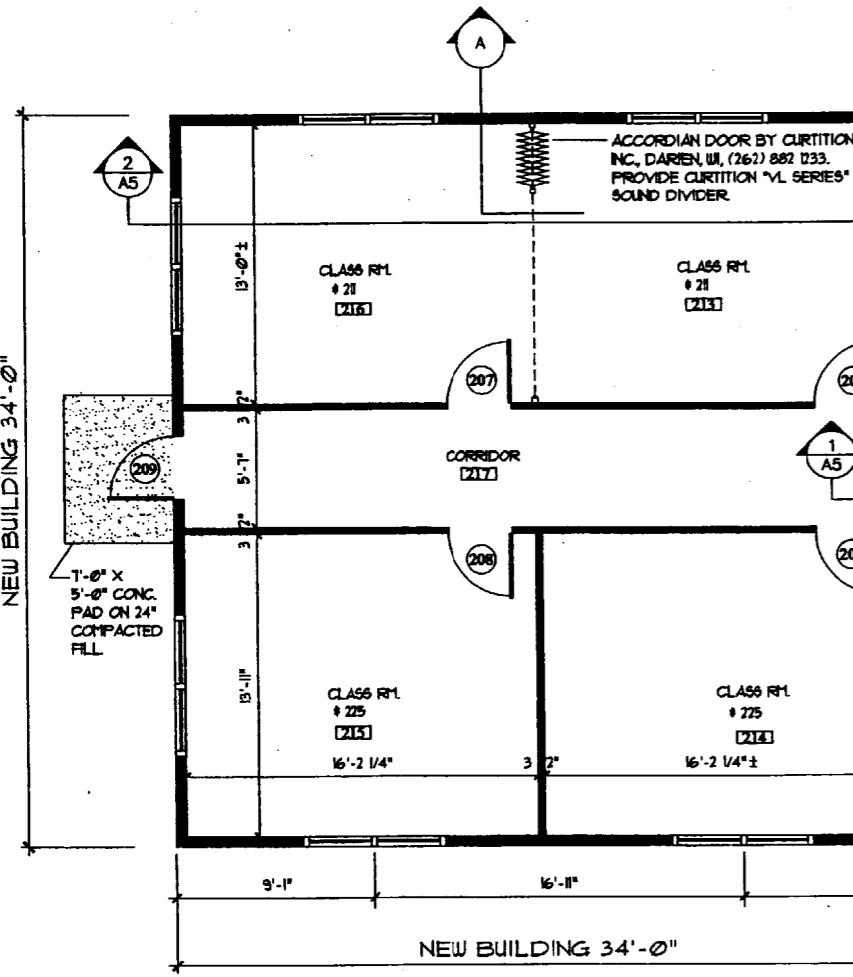 A
ACCORDIAN DOOR BY CURTITION
INC., DARIEN, WI, (262) 882 1233.
PROVIDE CURTITION "VL SERIES"
SOUND DIVIDER
2
A5
13'-0"±
CLASS RM.
216
CLASS RM.
213
207
3 1/2"
NEW BUILDING 34'-0"
209
5'-7"
CORRIDOR
217
1
A5
3 1/2"
208
7'-0" X
5'-0" CONC.
PAD ON 24"
COMPACTED
FILL
13'-11"
CLASS RM.
# 225
215
CLASS RM.
# 225
214
16'-2 1/4"
3 1/2"
16'-2 1/4"±
9'-1"
16'-11"
NEW BUILDING 34'-0"